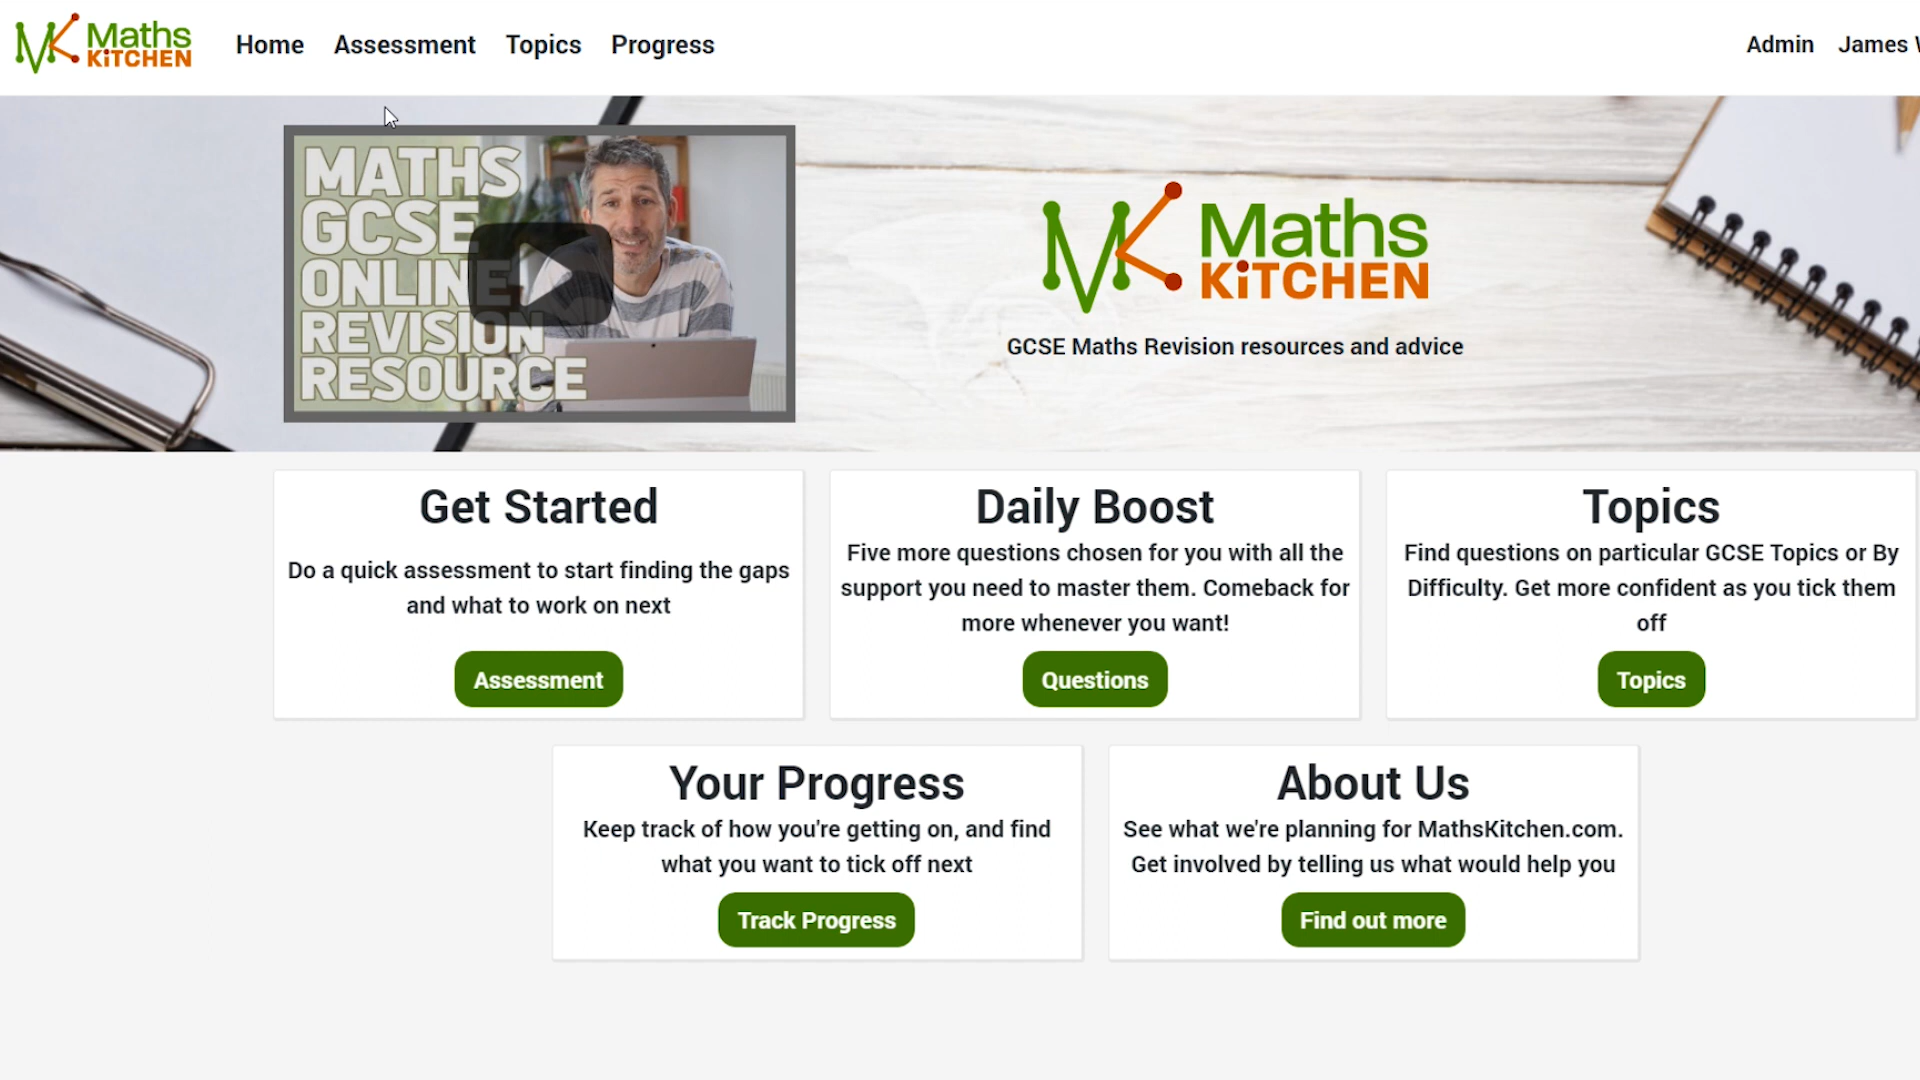 Maths
KiTCHEN
Home
Assessment
Topics
Progress
Admin
James
MATHS
GCSE
ONLINE
REVISION
RESOURCE
Maths
KiTCHEN
GCSE Maths Revision resources and advice
Get Started
Do a quick assessment to start finding the gaps
and what to work on next
Assessment
Daily Boost
Five more questions chosen for you with all the
support you need to master them. Comeback for
more whenever you want!
Questions
Topics
Find questions on particular GCSE Topics or By
Difficulty. Get more confident as you tick them
off
Topics
Your Progress
Keep track of how you're getting on, and find
what you want to tick off next
Track Progress
About Us
See what we're planning for MathsKitchen.com.
Get involved by telling us what would help you
Find out more